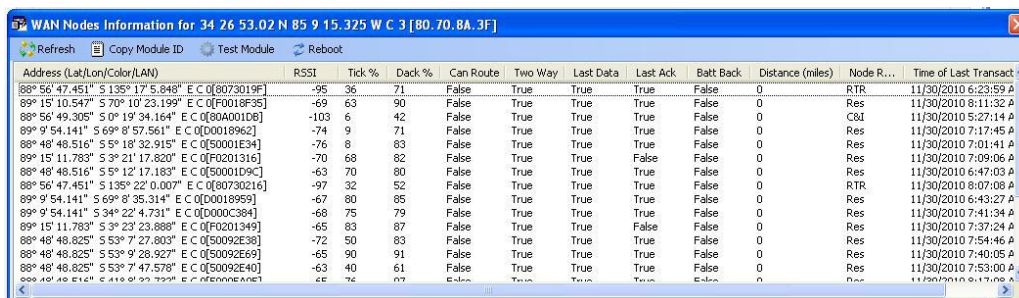 WAN Nodes Information for 34 26 53.02 N 85 9 15.325 W C 3 [80.70.8A.3F]
Refresh Copy Module ID Test Module Reboot
Address (Lat/Lon/Color/LAN) RSSI Tick % Dack % Can Route Two Way Last Data Last Ack Batt Back Distance (miles) Node R... Time of Last Transact
88° 56' 47.451" S 135° 17' 5.848" E C 0[8073019F] -95 36 71 False True True True False 0 RTR 11/30/2010 6:23:59 A
89° 15' 10.547" S 70° 10' 23.199" E C 0[F0018F35] -69 63 90 False True True True False 0 Res 11/30/2010 8:11:32 A
88° 56' 49.305" S 0° 19' 34.164" E C 0[80A001DB] -103 6 42 False True True True False 0 C&I 11/30/2010 5:27:14 A
89° 9' 54.141" S 69° 8' 57.561" E C 0[D0018962] -74 9 71 False True True True False 0 Res 11/30/2010 7:17:45 A
88° 48' 48.516" S 5° 18' 32.915" E C 0[50001E34] -76 8 83 False True True True False 0 Res 11/30/2010 7:01:41 A
89° 15' 11.783" S 3° 21' 17.820" E C 0[F0201316] -70 68 82 False True True False False 0 Res 11/30/2010 7:09:06 A
88° 48' 48.516" S 5° 12' 17.183" E C 0[50001D9C] -63 70 80 False True True True False 0 Res 11/30/2010 6:47:03 A
88° 56' 47.451" S 135° 22' 0.007" E C 0[80730216] -97 32 52 False True True True False 0 RTR 11/30/2010 8:07:08 A
89° 9' 54.141" S 69° 8' 35.314" E C 0[D0018959] -67 80 85 False True True True False 0 Res 11/30/2010 6:43:27 A
89° 9' 54.141" S 34° 22' 4.731" E C 0[D000C384] -68 75 79 False True True True False 0 Res 11/30/2010 7:41:34 A
89° 15' 11.783" S 3° 23' 23.888" E C 0[F0201349] -65 83 87 False True True False False 0 Res 11/30/2010 7:37:24 A
88° 48' 48.825" S 53° 7' 27.803" E C 0[50092E38] -72 50 83 False True True True False 0 Res 11/30/2010 7:54:46 A
88° 48' 48.825" S 53° 9' 28.927" E C 0[50092E69] -65 90 91 False True True True False 0 Res 11/30/2010 7:40:05 A
88° 48' 48.825" S 53° 7' 47.578" E C 0[50092E40] -63 40 61 False True True True False 0 Res 11/30/2010 7:53:00 A